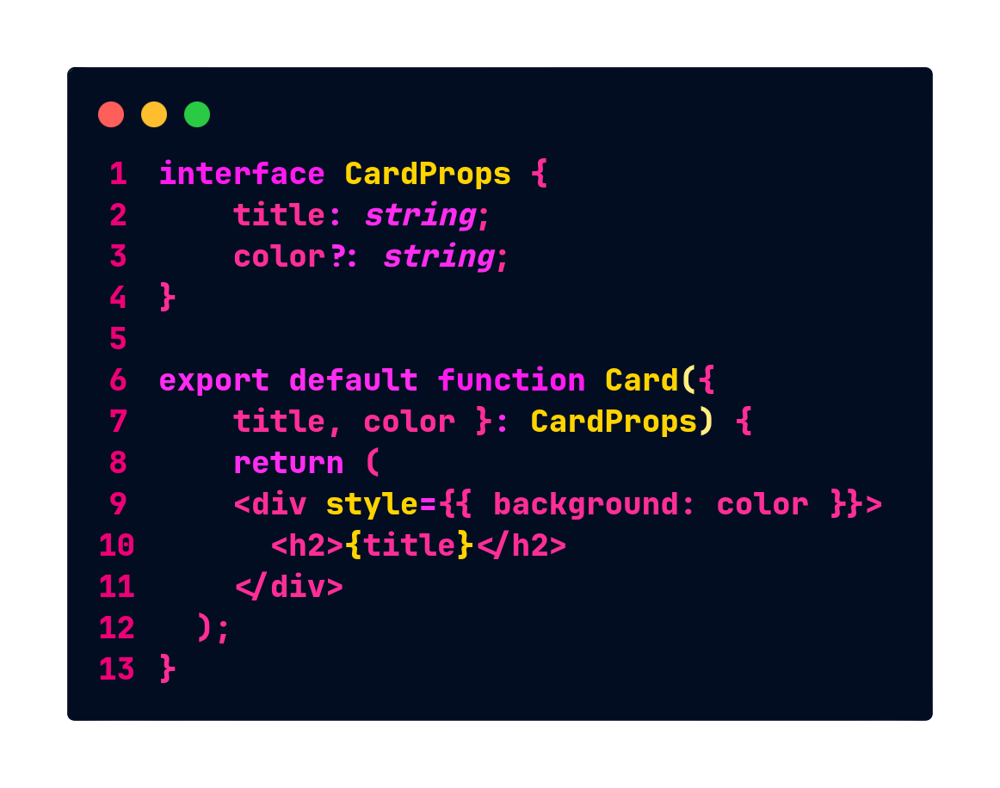 1 interface CardProps {
2     title: string;
3     color?: string;
4 }
5
6 export default function Card({
7     title, color }: CardProps) {
8     return (
9     <div style={{ background: color }}>
10       <h2>{title}</h2>
11     </div>
12   );
13 }